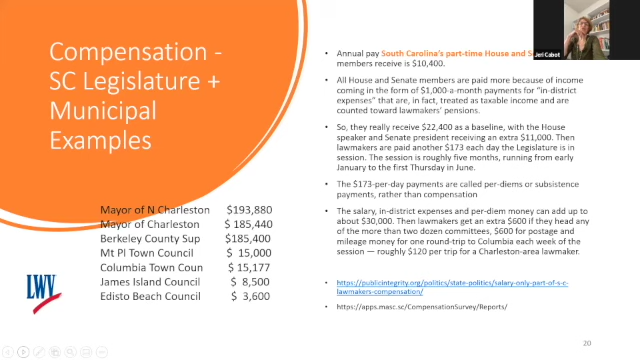 Compensation -
SC Legislature +
Municipal
Examples
Mayor of N Charleston $193,880
Mayor of Charleston $ 185,440
Berkeley County Sup $185,400
Mt Pl Town Council $ 15,000
Columbia Town Coun $ 15,177
James Island Council $ 8,500
Edisto Beach Council $ 3,600
LWV
• Annual pay South Carolina's part-time House and S
members receive is $10,400.
• All House and Senate members are paid more because of income
coming in the form of $1,000-a-month payments for "in-district
expenses" that are, in fact, treated as taxable income and are
counted toward lawmakers' pensions.
• So, they really receive $22,400 as a baseline, with the House
speaker and Senate president receiving an extra $11,000. Then
lawmakers are paid another $173 each day the Legislature is in
session. The session is roughly five months, running from early
January to the first Thursday in June.
• The $173-per-day payments are called per-diems or subsistence
payments, rather than compensation
• The salary, in-district expenses and per-diem money can add up to
about $30,000. Then lawmakers get an extra $600 if they head any
of the more than two dozen committees, $600 for postage and
mileage money for one round-trip to Columbia each week of the
session — roughly $120 per trip for a Charleston-area lawmaker.
• https://publicintegrity.org/politics/state-politics/salary-only-part-of-s-c-
lawmakers-compensation/
• https://apps.masc.sc/CompensationSurvey/Reports/
20
Jeri Cabot